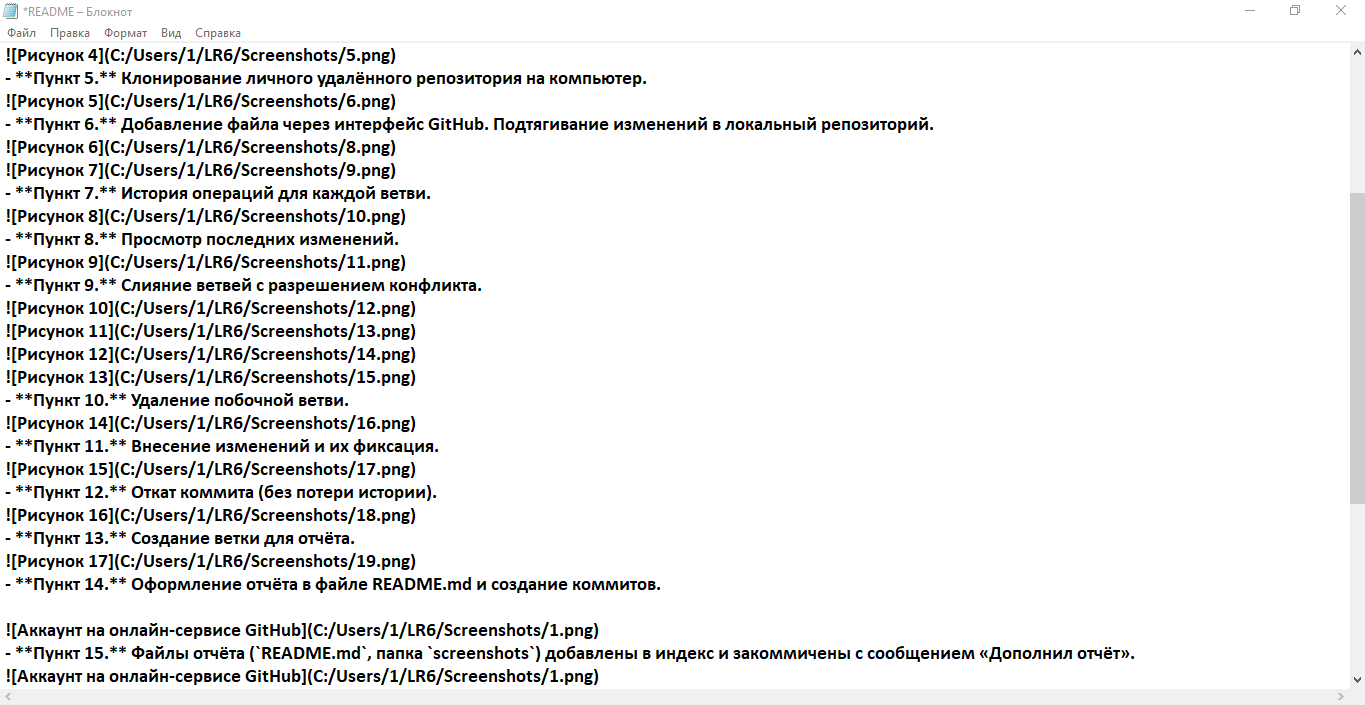 *README – Блокнот
Файл Правка Формат Вид Справка
![Рисунок 4](C:/Users/1/LR6/Screenshots/5.png)
- **Пункт 5.** Клонирование личного удалённого репозитория на компьютер.
![Рисунок 5](C:/Users/1/LR6/Screenshots/6.png)
- **Пункт 6.** Добавление файла через интерфейс GitHub. Подтягивание изменений в локальный репозиторий.
![Рисунок 6](C:/Users/1/LR6/Screenshots/8.png)
![Рисунок 7](C:/Users/1/LR6/Screenshots/9.png)
- **Пункт 7.** История операций для каждой ветви.
![Рисунок 8](C:/Users/1/LR6/Screenshots/10.png)
- **Пункт 8.** Просмотр последних изменений.
![Рисунок 9](C:/Users/1/LR6/Screenshots/11.png)
- **Пункт 9.** Слияние ветвей с разрешением конфликта.
![Рисунок 10](C:/Users/1/LR6/Screenshots/12.png)
![Рисунок 11](C:/Users/1/LR6/Screenshots/13.png)
![Рисунок 12](C:/Users/1/LR6/Screenshots/14.png)
![Рисунок 13](C:/Users/1/LR6/Screenshots/15.png)
- **Пункт 10.** Удаление побочной ветви.
![Рисунок 14](C:/Users/1/LR6/Screenshots/16.png)
- **Пункт 11.** Внесение изменений и их фиксация.
![Рисунок 15](C:/Users/1/LR6/Screenshots/17.png)
- **Пункт 12.** Откат коммита (без потери истории).
![Рисунок 16](C:/Users/1/LR6/Screenshots/18.png)
- **Пункт 13.** Создание ветки для отчёта.
![Рисунок 17](C:/Users/1/LR6/Screenshots/19.png)
- **Пункт 14.** Оформление отчёта в файле README.md и создание коммитов.
![Аккаунт на онлайн-сервисе GitHub](C:/Users/1/LR6/Screenshots/1.png)
- **Пункт 15.** Файлы отчёта (`README.md`, папка `screenshots`) добавлены в индекс и закоммичены с сообщением «Дополнил отчёт».
![Аккаунт на онлайн-сервисе GitHub](C:/Users/1/LR6/Screenshots/1.png)